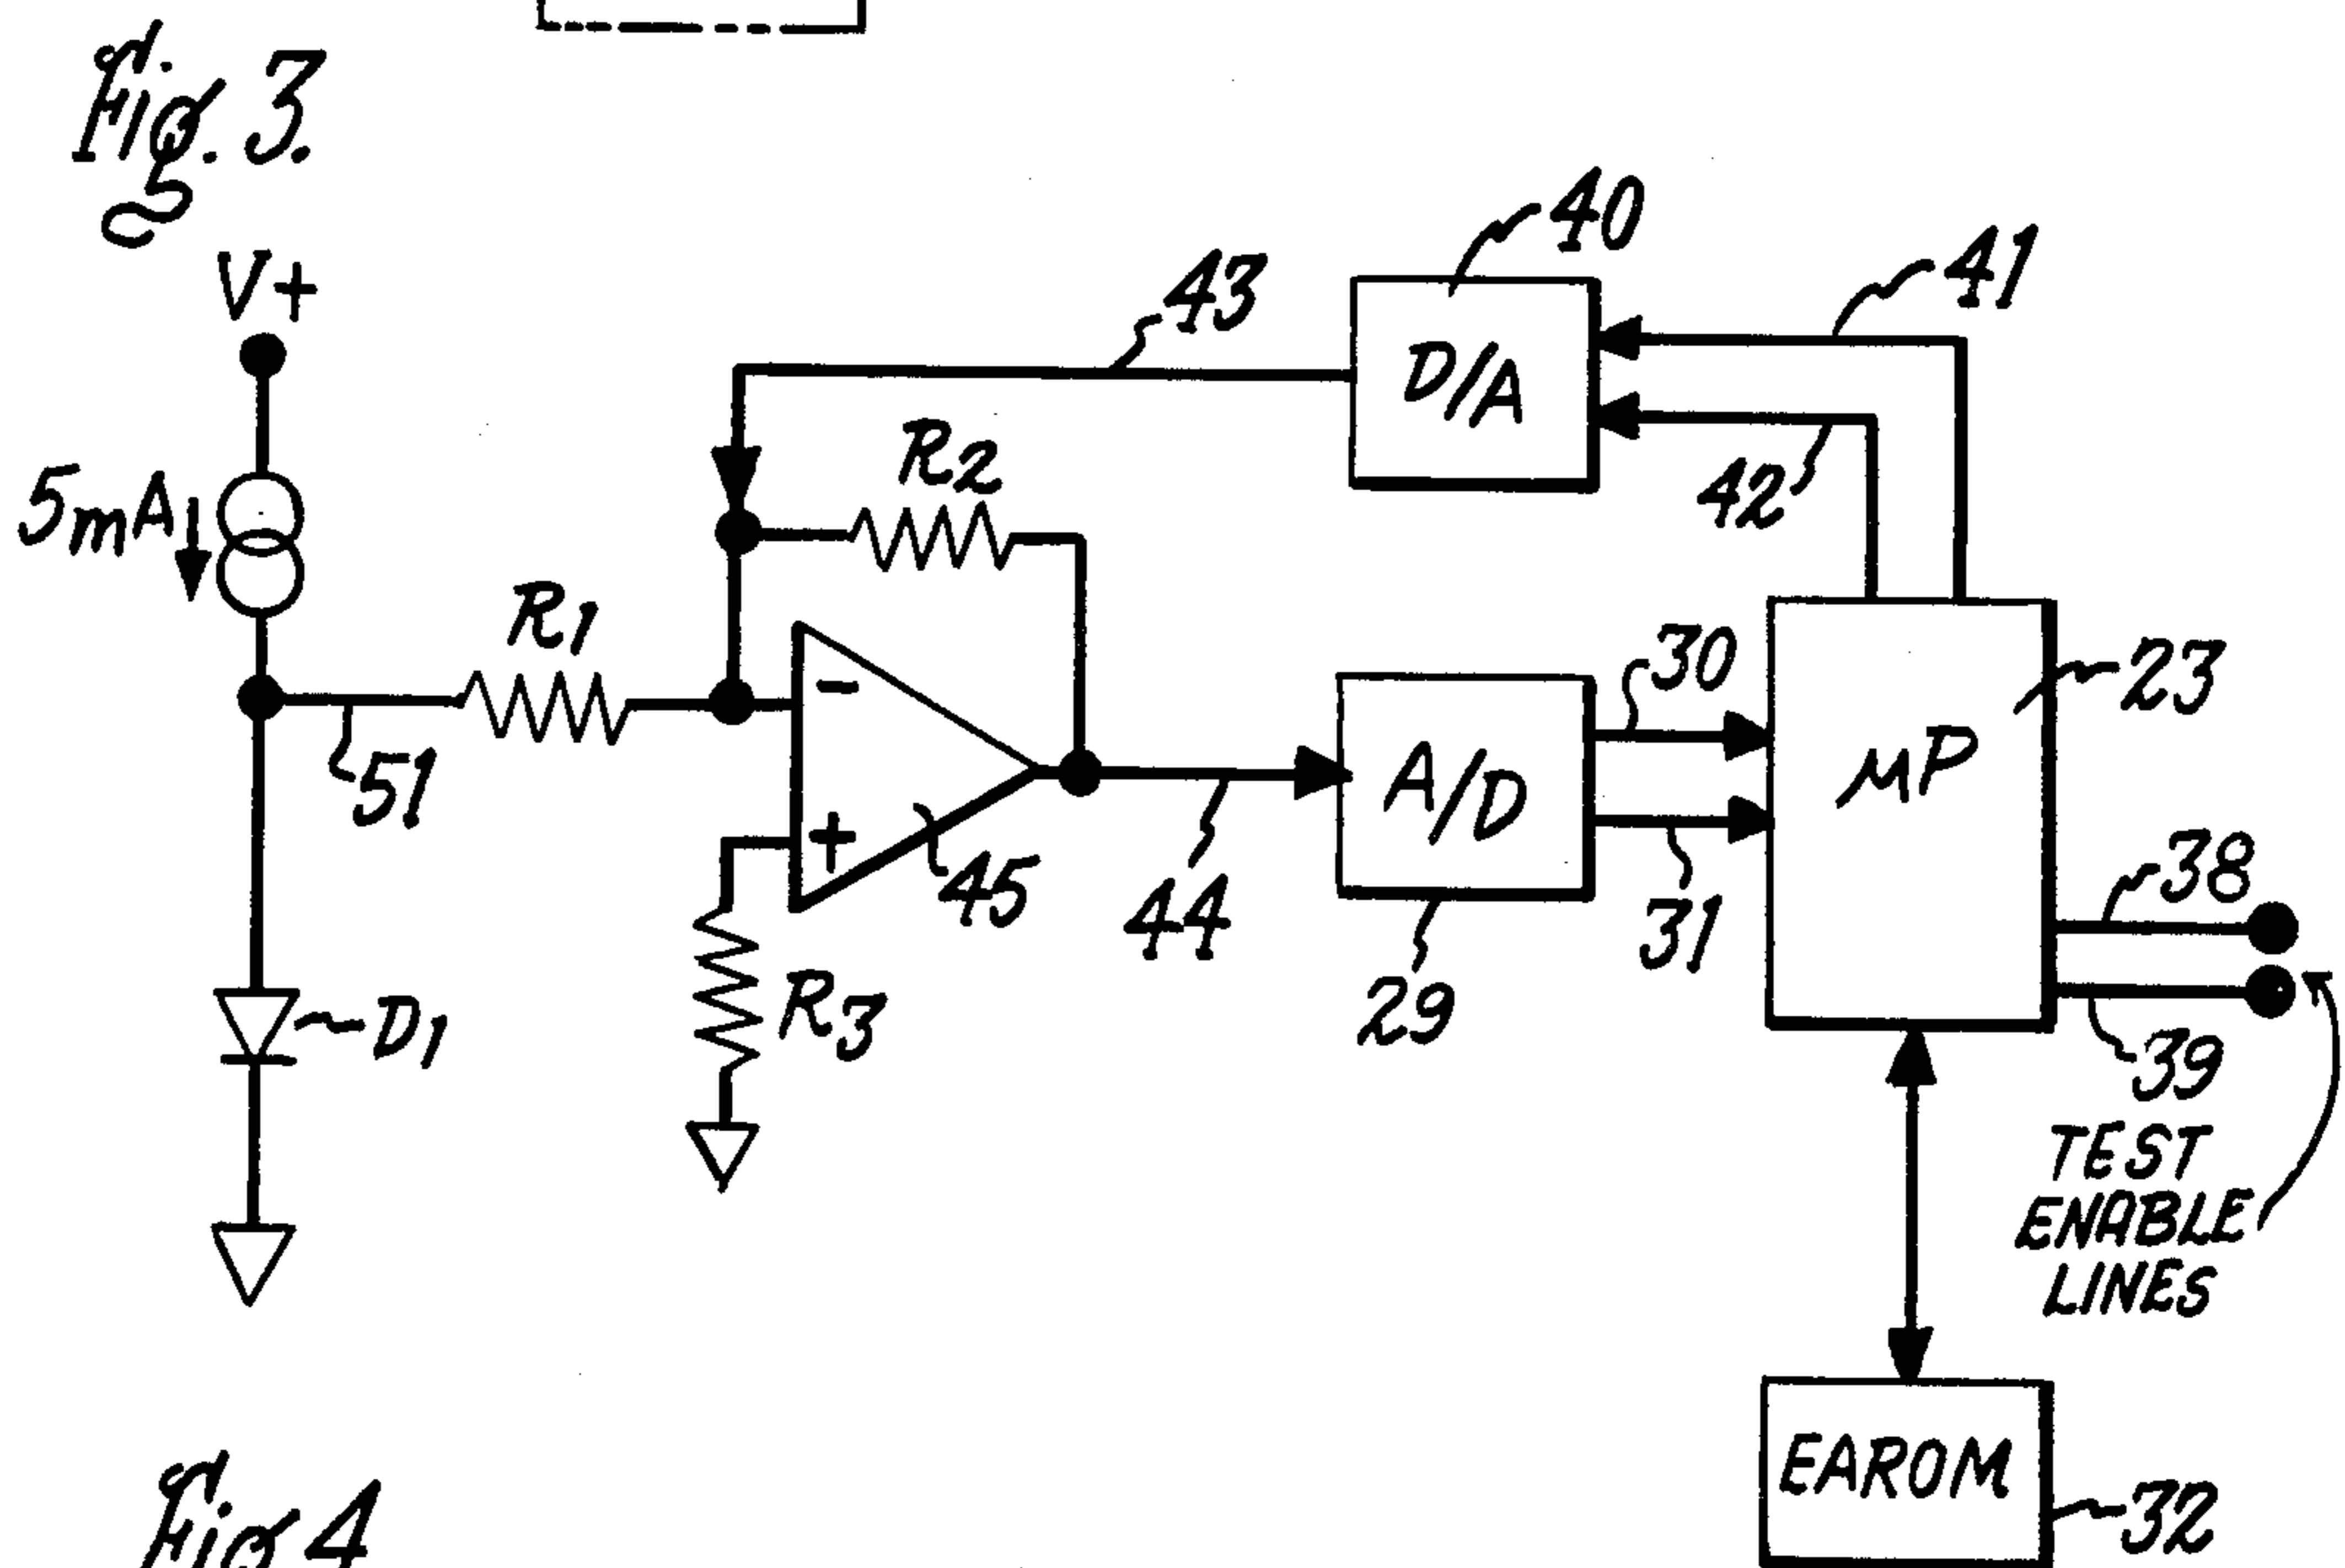 Fig. 3.
V+
40
41
43
D/A
R2
42
5mA
R1
30
23
-
A/D
μP
51
+
45
44
31
38
29
R3
D1
39
TEST
ENABLE
LINES
EAROM
32
Fig 4